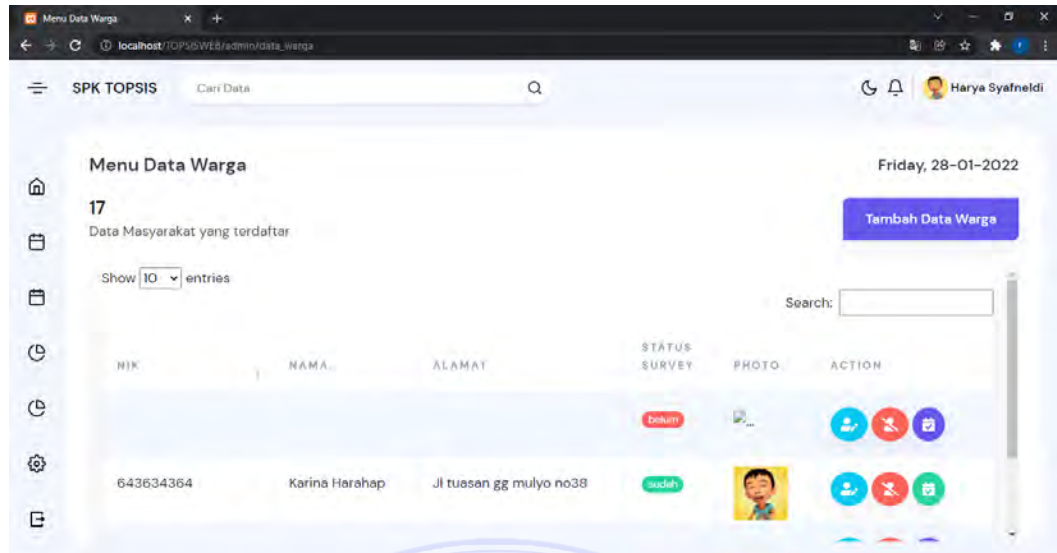 Menu Data Warga
localhost/TOPSISWEB/admin/data_warga
SPK TOPSIS
Cari Data
Harya Syafneldi
Menu Data Warga
Friday, 28-01-2022
17
Data Masyarakat yang terdaftar
Tambah Data Warga
Show 10 entries
Search:
NIK NAMA ALAMAT STATUS SURVEY PHOTO ACTION
belum
643634364 Karina Harahap Jl tuasan gg mulyo no38 sudah